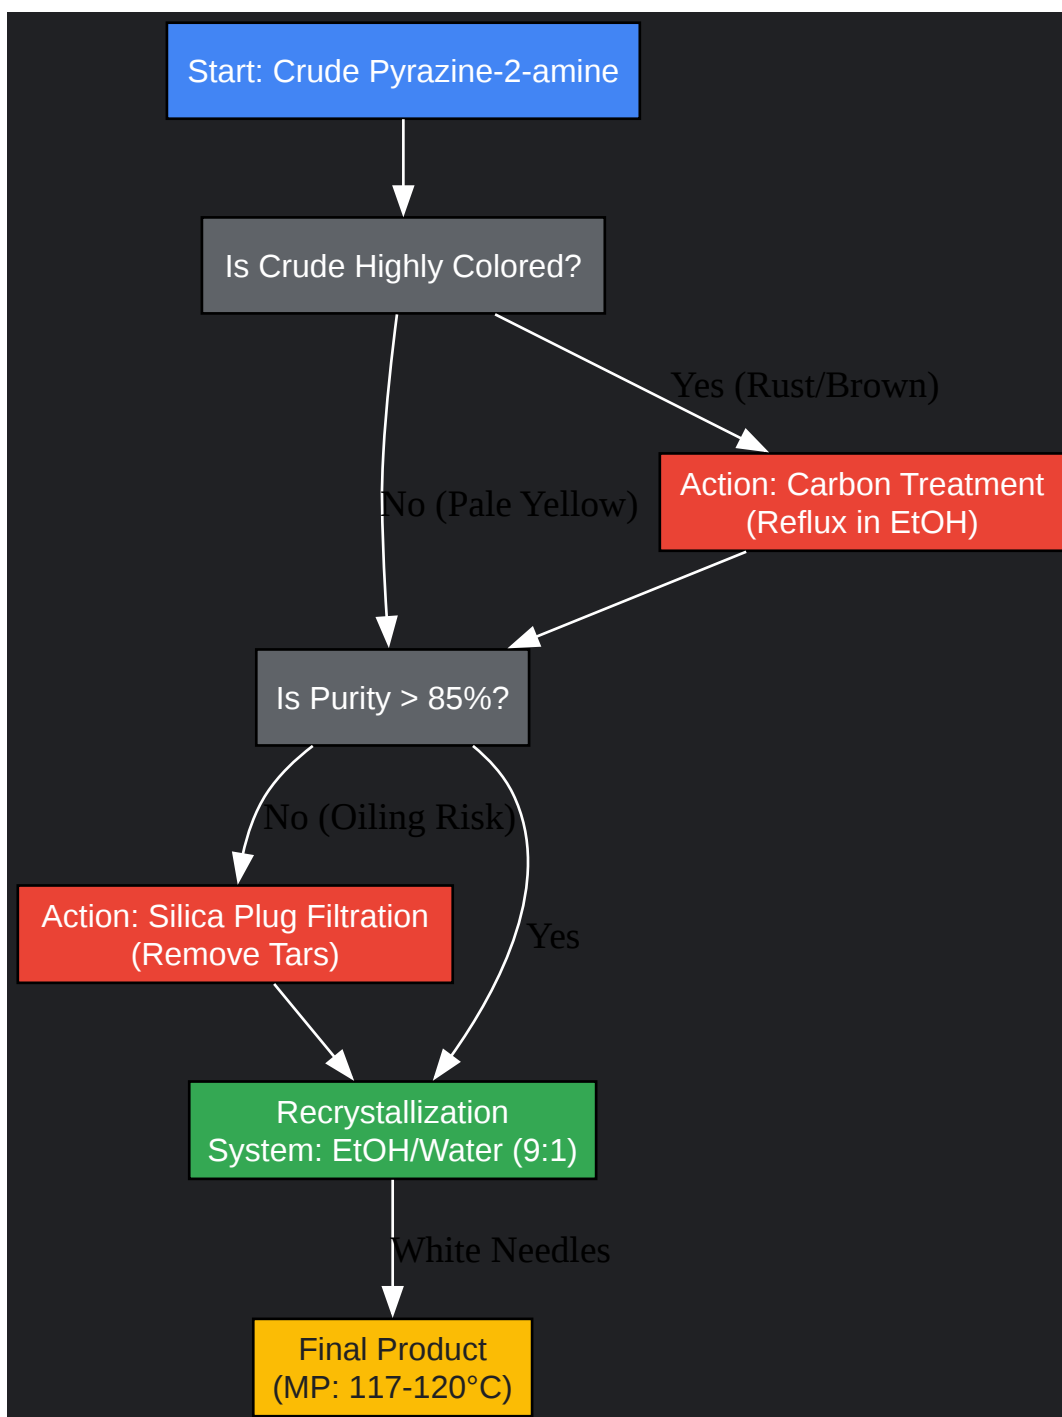 Start: Crude Pyrazine-2-amine
Is Crude Highly Colored?
Yes (Rust/Brown)
Action: Carbon Treatment
(Reflux in EtOH)
No (Pale Yellow)
Is Purity > 85%?
No (Oiling Risk)
Action: Silica Plug Filtration
(Remove Tars)
Yes
Recrystallization
System: EtOH/Water (9:1)
White Needles
Final Product
(MP: 117-120°C)